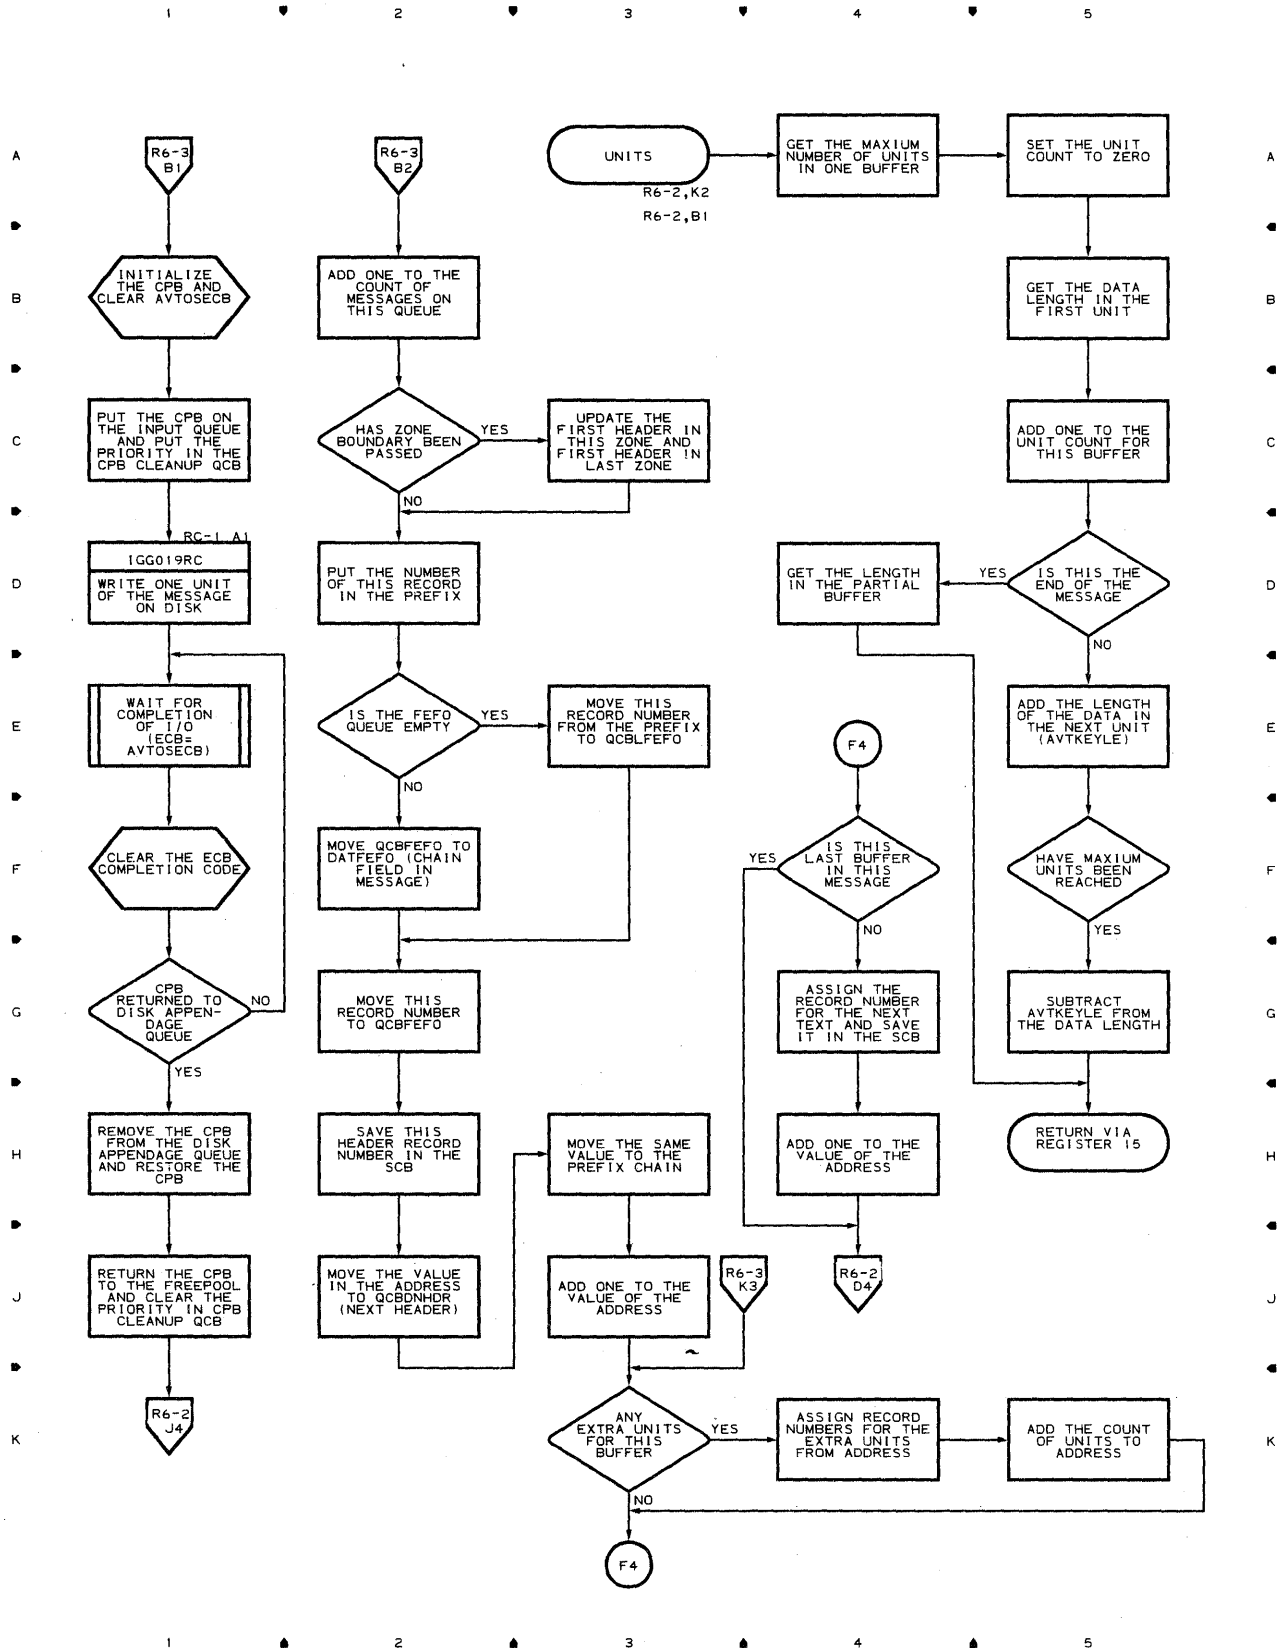 1 2 3 4 5
A
R6-3
B1
R6-3
B2
UNITS
R6-2,K2
R6-2,B1
GET THE MAXIUM
NUMBER OF UNITS
IN ONE BUFFER
SET THE UNIT
COUNT TO ZERO
A
B
INITIALIZE
THE CPB AND
CLEAR AVTOSECB
ADD ONE TO THE
COUNT OF
MESSAGES ON
THIS QUEUE
GET THE DATA
LENGTH IN THE
FIRST UNIT
B
C
PUT THE CPB ON
THE INPUT QUEUE
AND PUT THE
PRIORITY IN THE
CPB CLEANUP QCB
HAS ZONE
BOUNDARY BEEN
PASSED
YES
NO
UPDATE THE
FIRST HEADER IN
THIS ZONE AND
FIRST HEADER IN
LAST ZONE
ADD ONE TO THE
UNIT COUNT FOR
THIS BUFFER
C
D
RC-1 A1
IGG019RC
WRITE ONE UNIT
OF THE MESSAGE
ON DISK
PUT THE NUMBER
OF THIS RECORD
IN THE PREFIX
GET THE LENGTH
IN THE PARTIAL
BUFFER
YES
IS THIS THE
END OF THE
MESSAGE
NO
D
E
WAIT FOR
COMPLETION
OF I/O
(ECB=
AVTOSECB)
IS THE FEFO
QUEUE EMPTY
YES
NO
MOVE THIS
RECORD NUMBER
FROM THE PREFIX
TO QCBLFEFO
F4
ADD THE LENGTH
OF THE DATA IN
THE NEXT UNIT
(AVTKEYLE)
E
F
CLEAR THE ECB
COMPLETION CODE
MOVE QCBFEFO TO
DATFEFO (CHAIN
FIELD IN
MESSAGE)
YES
IS THIS
LAST BUFFER
IN THIS
MESSAGE
NO
HAVE MAXIUM
UNITS BEEN
REACHED
YES
F
G
CPB
RETURNED TO
DISK APPEN-
DAGE
QUEUE
NO
YES
MOVE THIS
RECORD NUMBER
TO QCBFEFO
ASSIGN THE
RECORD NUMBER
FOR THE NEXT
TEXT AND SAVE
IT IN THE SCB
SUBTRACT
AVTKEYLE FROM
THE DATA LENGTH
G
H
REMOVE THE CPB
FROM THE DISK
APPENDAGE QUEUE
AND RESTORE THE
CPB
SAVE THIS
HEADER RECORD
NUMBER IN THE
SCB
MOVE THE SAME
VALUE TO THE
PREFIX CHAIN
ADD ONE TO THE
VALUE OF THE
ADDRESS
RETURN VIA
REGISTER 15
H
J
RETURN THE CPB
TO THE FREEPOOL
AND CLEAR THE
PRIORITY IN CPB
CLEANUP QCB
MOVE THE VALUE
IN THE ADDRESS
TO QCBDNHDR
(NEXT HEADER)
ADD ONE TO THE
VALUE OF THE
ADDRESS
R6-3
K3
R6-2
D4
J
K
R6-2
J4
ANY
EXTRA UNITS
FOR THIS
BUFFER
YES
NO
ASSIGN RECORD
NUMBERS FOR THE
EXTRA UNITS
FROM ADDRESS
ADD THE COUNT
OF UNITS TO
ADDRESS
K
F4
1 2 3 4 5